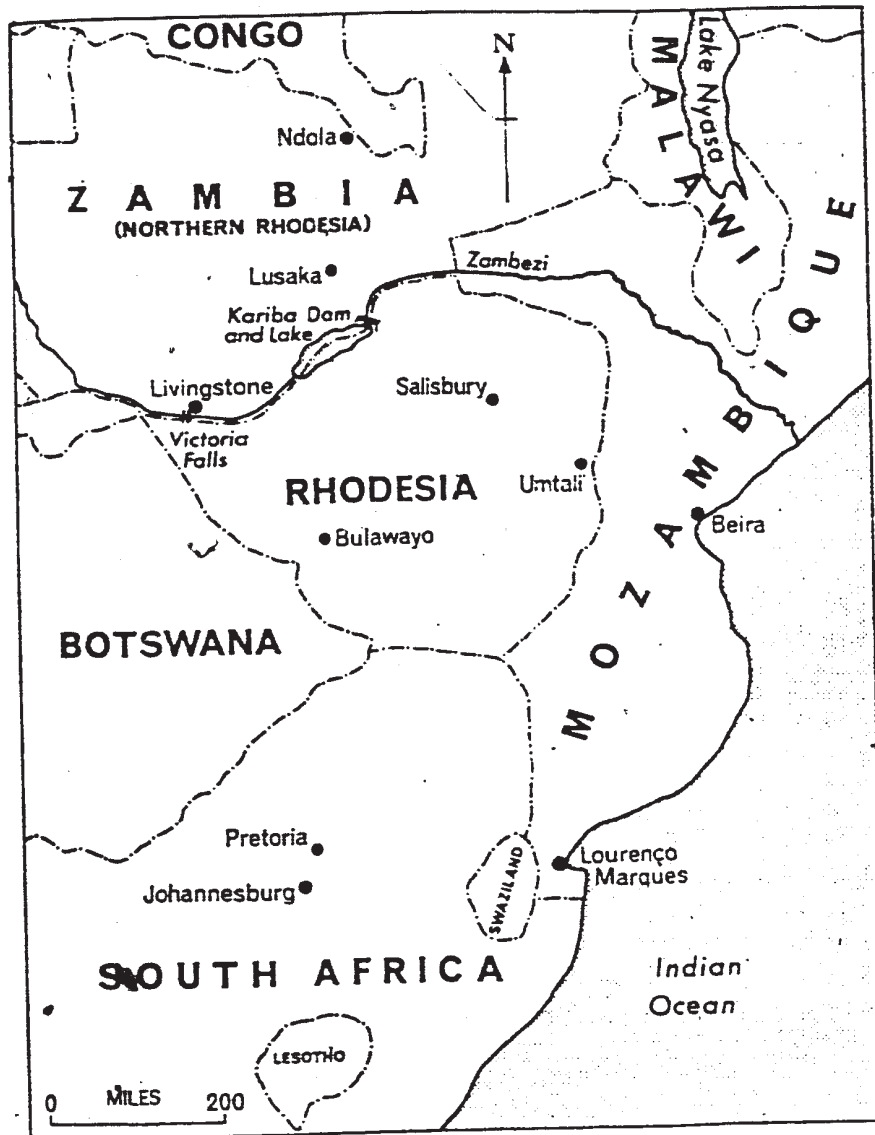 CONGO
N
Lake Nyasa
MALAWI
Ndola
ZAMBIA
(NORTHERN RHODESIA)
Lusaka
Zambezi
Kariba Dam
and Lake
Livingstone
Victoria
Falls
Salisbury
RHODESIA
Umtali
Bulawayo
Beira
MOZAMBIQUE
BOTSWANA
Pretoria
Johannesburg
SWAZILAND
Lourenço
Marques
SOUTH AFRICA
Indian
Ocean
LESOTHO
0 MILES 200